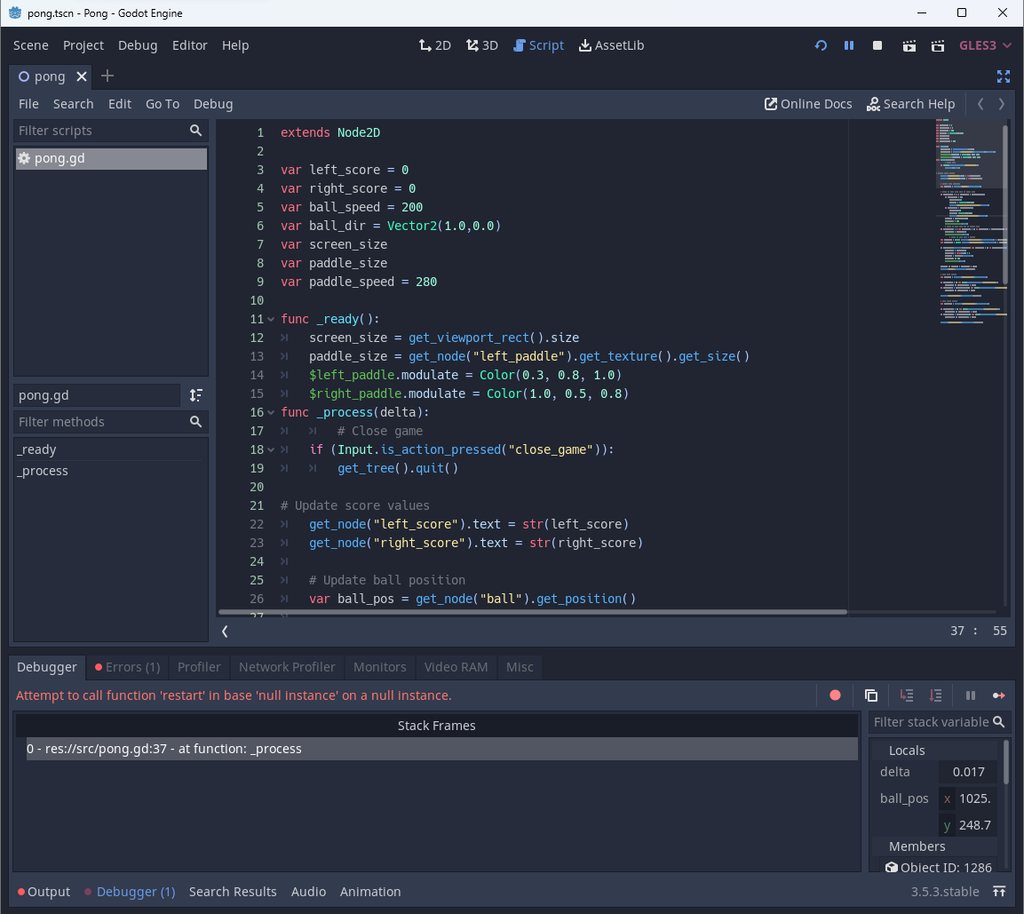 pong.tscn - Pong - Godot Engine
Scene Project Debug Editor Help 2D 3D Script AssetLib GLES3
pong
File Search Edit Go To Debug Online Docs Search Help
Filter scripts
pong.gd
pong.gd
Filter methods
_ready
_process
1 extends Node2D
2
3 var left_score = 0
4 var right_score = 0
5 var ball_speed = 200
6 var ball_dir = Vector2(1.0,0.0)
7 var screen_size
8 var paddle_size
9 var paddle_speed = 280
10
11 func _ready():
12 screen_size = get_viewport_rect().size
13 paddle_size = get_node("left_paddle").get_texture().get_size()
14 $left_paddle.modulate = Color(0.3, 0.8, 1.0)
15 $right_paddle.modulate = Color(1.0, 0.5, 0.8)
16 func _process(delta):
17 # Close game
18 if (Input.is_action_pressed("close_game")):
19 get_tree().quit()
20
21 # Update score values
22 get_node("left_score").text = str(left_score)
23 get_node("right_score").text = str(right_score)
24
25 # Update ball position
26 var ball_pos = get_node("ball").get_position()
37 : 55
Debugger Errors (1) Profiler Network Profiler Monitors Video RAM Misc
Attempt to call function 'restart' in base 'null instance' on a null instance.
Stack Frames
0 - res://src/pong.gd:37 - at function: _process
Filter stack variable
Locals
delta 0.017
ball_pos x 1025.
y 248.7
Members
Object ID: 1286
Output Debugger (1) Search Results Audio Animation 3.5.3.stable